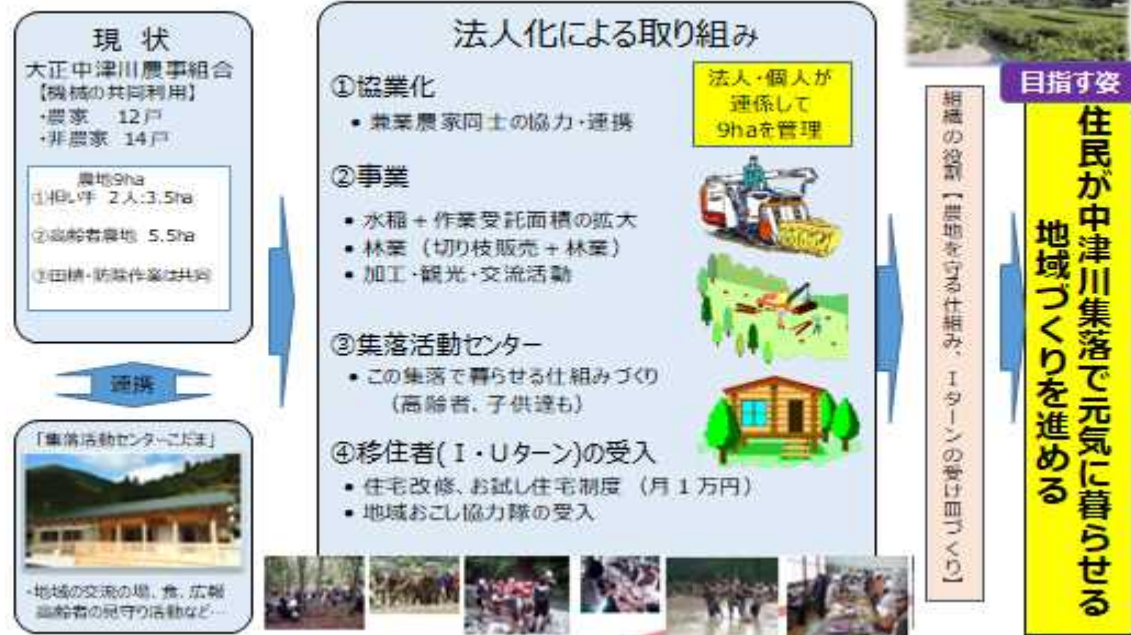 現 状
大正中津川農事組合
【機械の共同利用】
・農家　12戸
・非農家 14戸
農地9ha
①担い手 2人:3.5ha
②高齢者農地 5.5ha
③田植・防除作業は共同
連携
「集落活動センターこだま」
・地域の交流の場、食、広報
高齢者の見守り活動など…
法人化による取り組み
①協業化
• 兼業農家同士の協力・連携
法人・個人が
連係して
9haを管理
②事業
• 水稲＋作業受託面積の拡大
• 林業（切り枝販売＋林業）
• 加工・観光・交流活動
③集落活動センター
• この集落で暮らせる仕組みづくり
（高齢者、子供達も）
④移住者(Ｉ・Ｕターン)の受入
• 住宅改修、お試し住宅制度（月１万円）
• 地域おこし協力隊の受入
組織の役割【農地を守る仕組み、Ｉターンの受け皿づくり】
目指す姿
住民が中津川集落で元気に暮らせる
地域づくりを進める